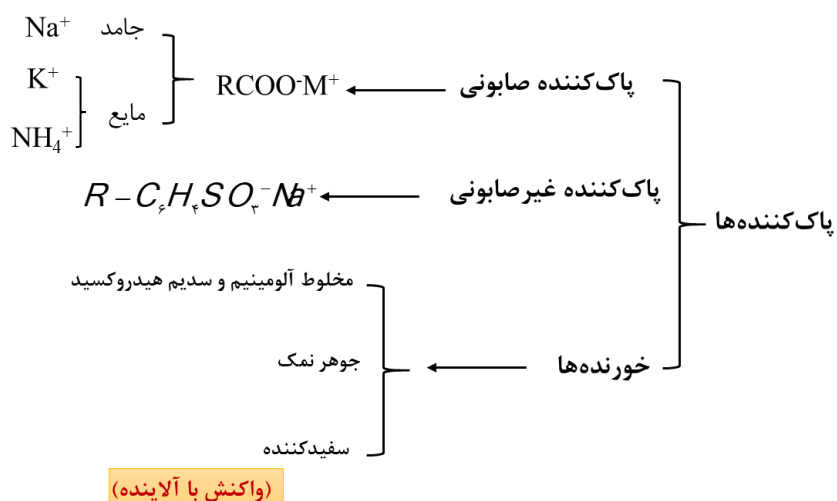 پاک‌کننده‌ها
پاک‌کننده صابونی
RCOO⁻M⁺
جامد Na⁺
مایع K⁺
NH₄⁺
پاک‌کننده غیرصابونی
R – C₆H₄SO₃⁻Na⁺
خورنده‌ها
مخلوط آلومینیم و سدیم هیدروکسید
جوهر نمک
سفیدکننده
(واکنش با آلاینده)